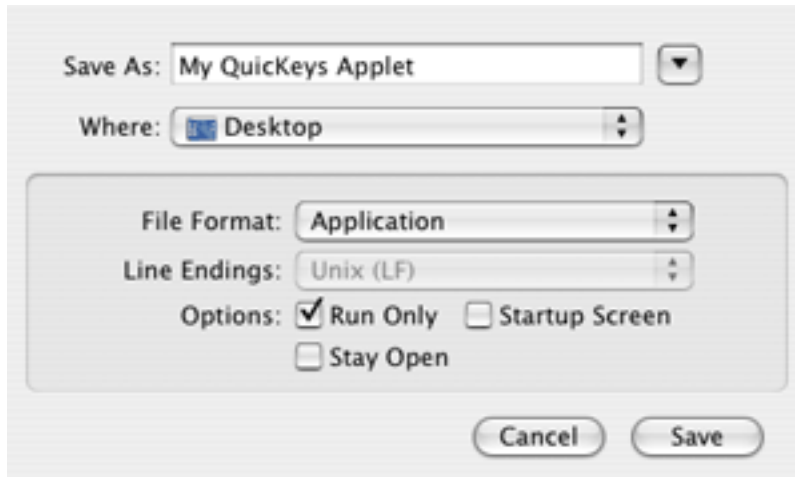 Save As: My QuicKeys Applet
Where: Desktop
File Format: Application
Line Endings: Unix (LF)
Options: Run Only Startup Screen
Stay Open
Cancel Save